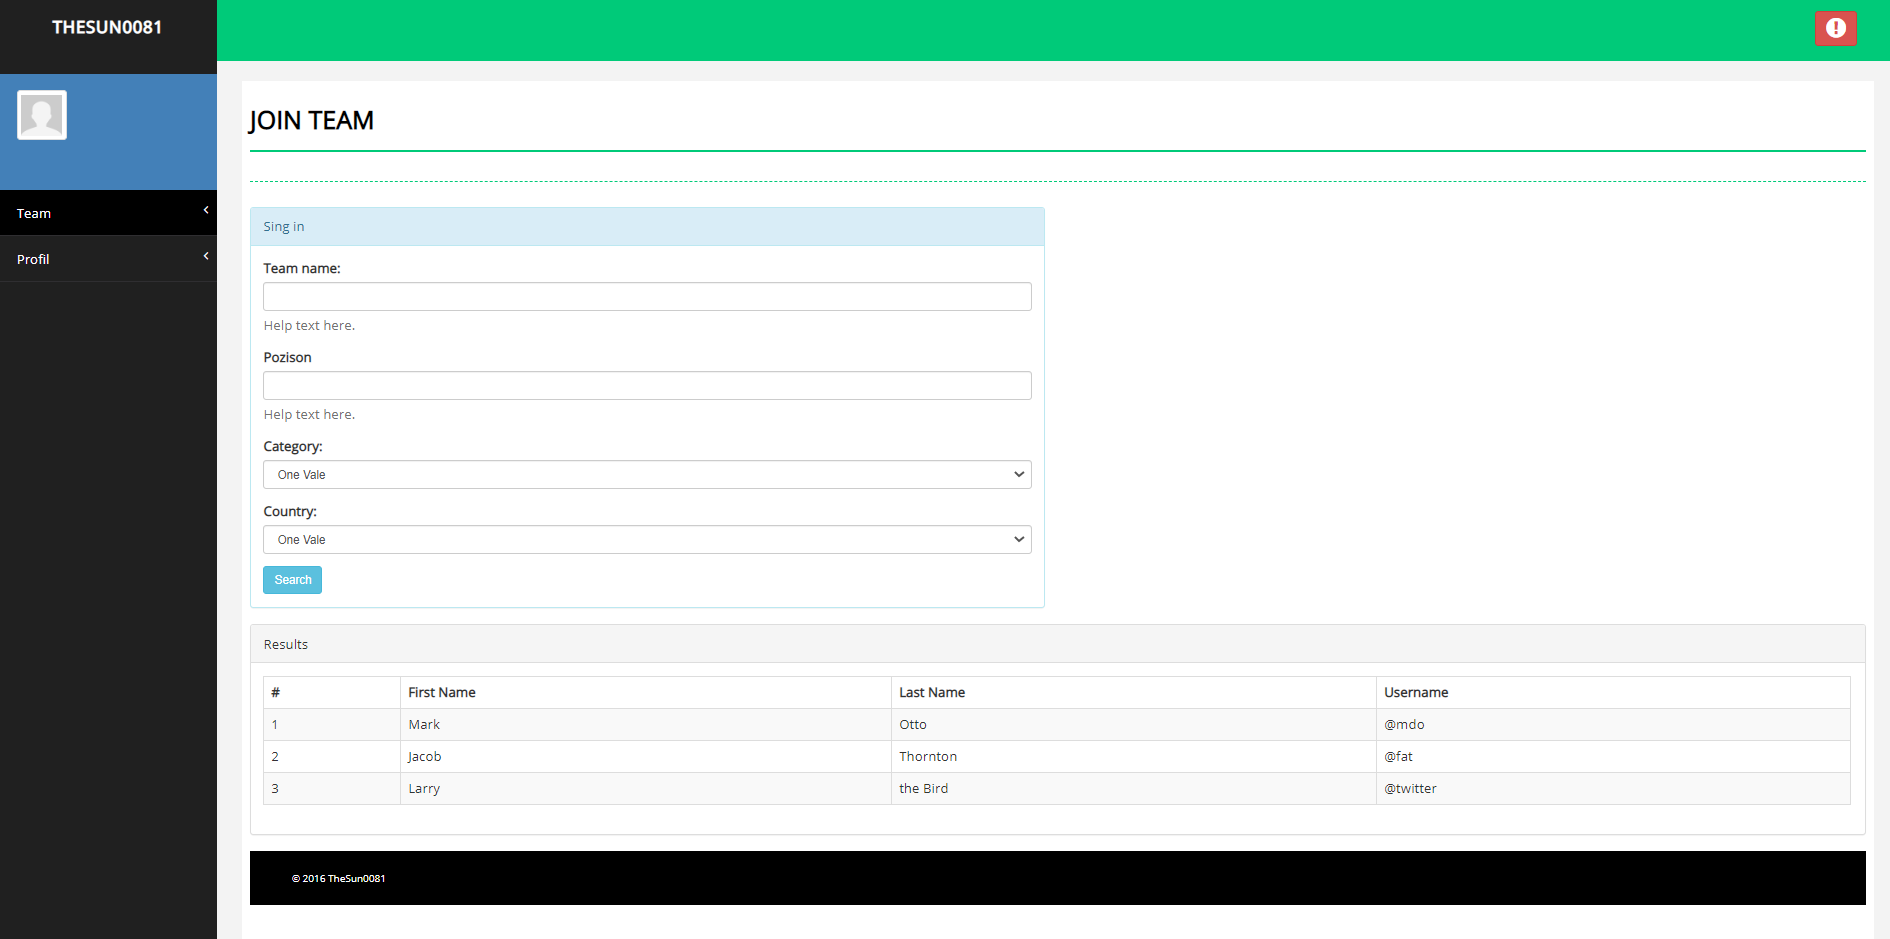 THESUN0081
Team
Profil
JOIN TEAM
Sing in
Team name:
Help text here.
Pozison
Help text here.
Category:
One Vale
Country:
One Vale
Search
Results
# First Name Last Name Username
1 Mark Otto @mdo
2 Jacob Thornton @fat
3 Larry the Bird @twitter
© 2016 TheSun0081